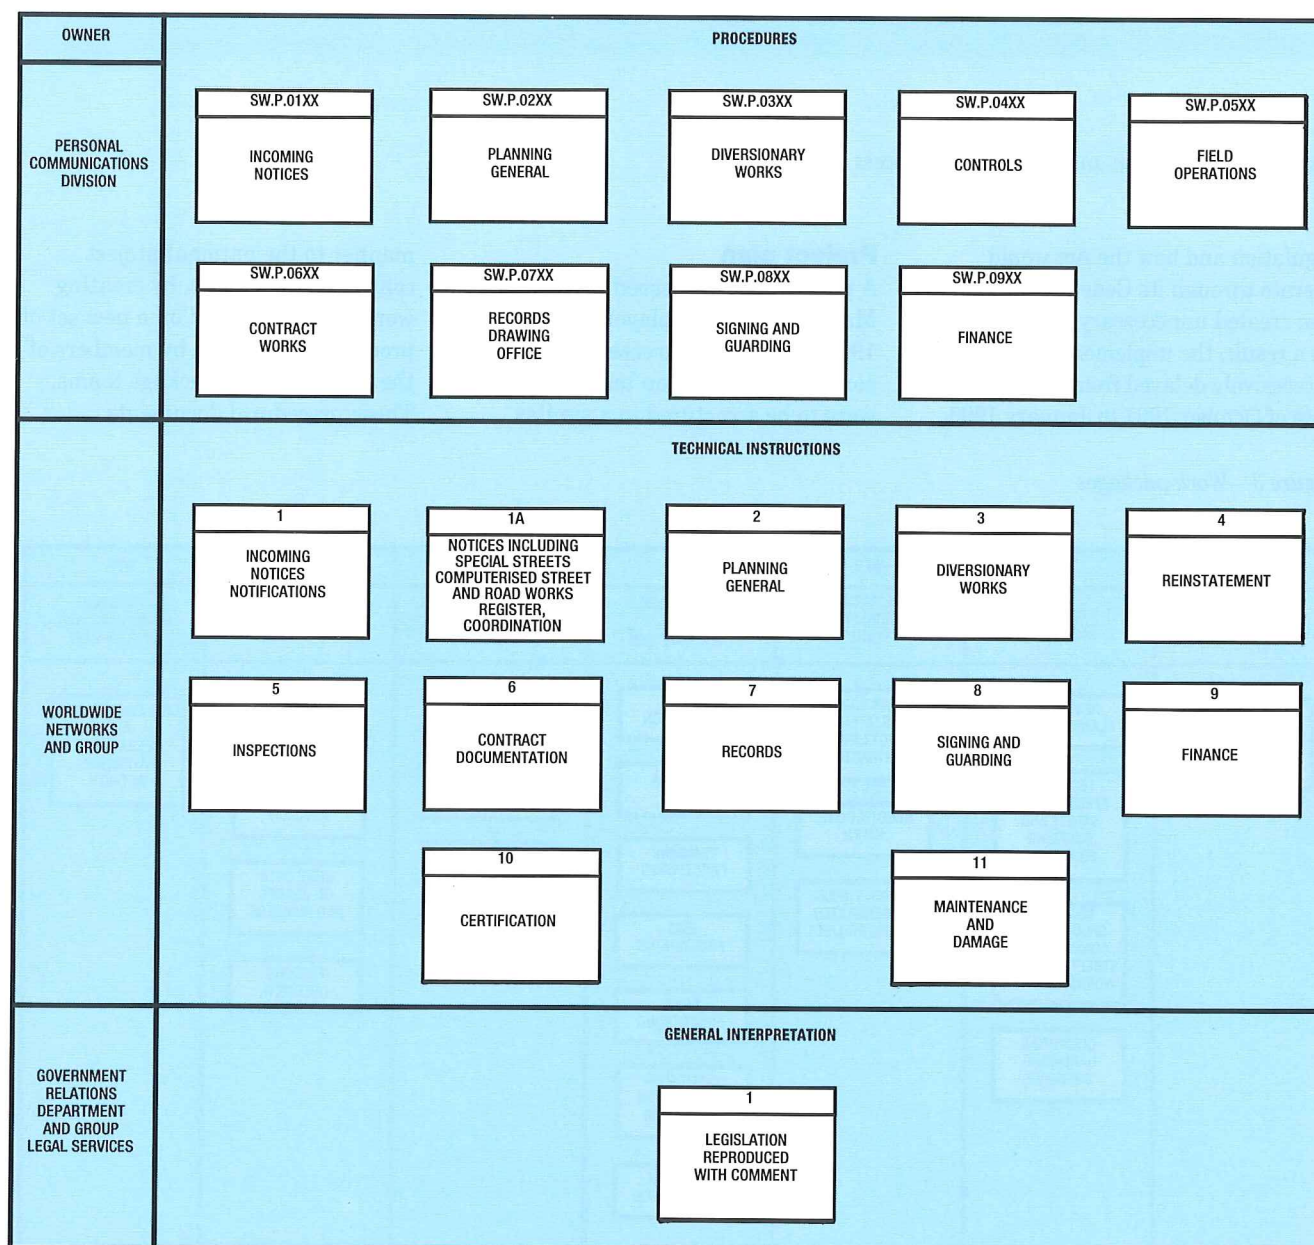 OWNER
PROCEDURES
PERSONAL
COMMUNICATIONS
DIVISION
SW.P.01XX
INCOMING
NOTICES
SW.P.02XX
PLANNING
GENERAL
SW.P.03XX
DIVERSIONARY
WORKS
SW.P.04XX
CONTROLS
SW.P.05XX
FIELD
OPERATIONS
SW.P.06XX
CONTRACT
WORKS
SW.P.07XX
RECORDS
DRAWING
OFFICE
SW.P.08XX
SIGNING AND
GUARDING
SW.P.09XX
FINANCE
WORLDWIDE
NETWORKS
AND GROUP
TECHNICAL INSTRUCTIONS
1
INCOMING
NOTICES
NOTIFICATIONS
1A
NOTICES INCLUDING
SPECIAL STREETS
COMPUTERISED STREET
AND ROAD WORKS
REGISTER,
COORDINATION
2
PLANNING
GENERAL
3
DIVERSIONARY
WORKS
4
REINSTATEMENT
5
INSPECTIONS
6
CONTRACT
DOCUMENTATION
7
RECORDS
8
SIGNING AND
GUARDING
9
FINANCE
10
CERTIFICATION
11
MAINTENANCE
AND
DAMAGE
GOVERNMENT
RELATIONS
DEPARTMENT
AND GROUP
LEGAL SERVICES
GENERAL INTERPRETATION
1
LEGISLATION
REPRODUCED
WITH COMMENT